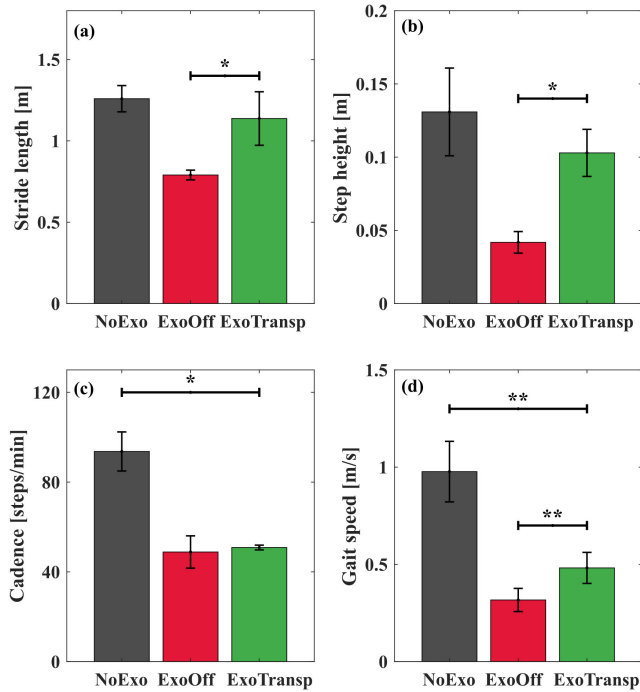 (a)
*
Stride length [m]
1.5
1
0.5
0
NoExo ExoOff ExoTransp
(b)
*
Step height [m]
0.2
0.15
0.1
0.05
0
NoExo ExoOff ExoTransp
(c)
*
Cadence [steps/min]
120
80
40
0
NoExo ExoOff ExoTransp
(d)
**
**
Gait speed [m/s]
1.5
1
0.5
0
NoExo ExoOff ExoTransp